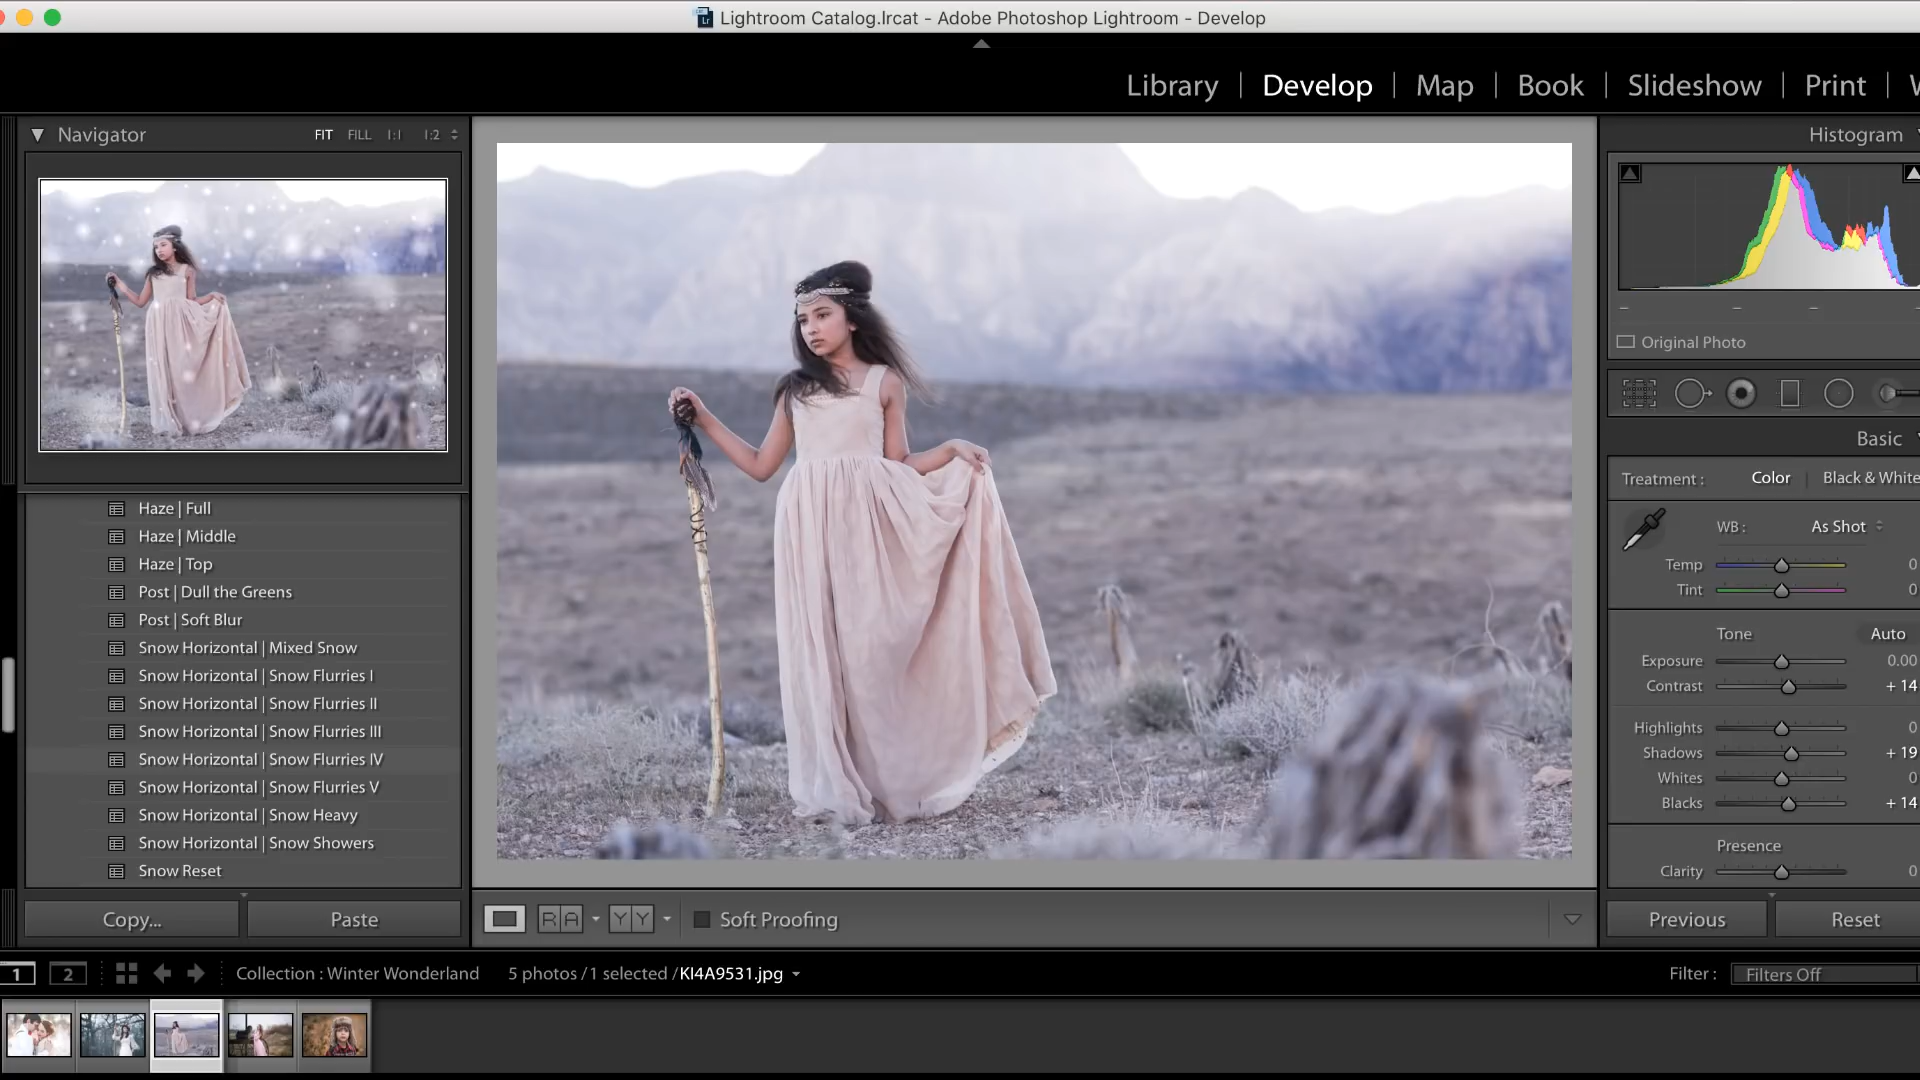 Lightroom Catalog.lrcat - Adobe Photoshop Lightroom - Develop
Library | Develop | Map | Book | Slideshow | Print |
Navigator FIT FILL 1:1 1:2
Histogram
Original Photo
Basic
Treatment : Color Black & White
WB : As Shot
Temp 0
Tint 0
Tone Auto
Exposure 0.00
Contrast + 14
Highlights 0
Shadows + 19
Whites 0
Blacks + 14
Presence
Clarity 0
Haze | Full
Haze | Middle
Haze | Top
Post | Dull the Greens
Post | Soft Blur
Snow Horizontal | Mixed Snow
Snow Horizontal | Snow Flurries I
Snow Horizontal | Snow Flurries II
Snow Horizontal | Snow Flurries III
Snow Horizontal | Snow Flurries IV
Snow Horizontal | Snow Flurries V
Snow Horizontal | Snow Heavy
Snow Horizontal | Snow Showers
Snow Reset
Copy... Paste
R A Y Y Soft Proofing
Previous Reset
1 2 Collection : Winter Wonderland 5 photos / 1 selected / KI4A9531.jpg
Filter : Filters Off